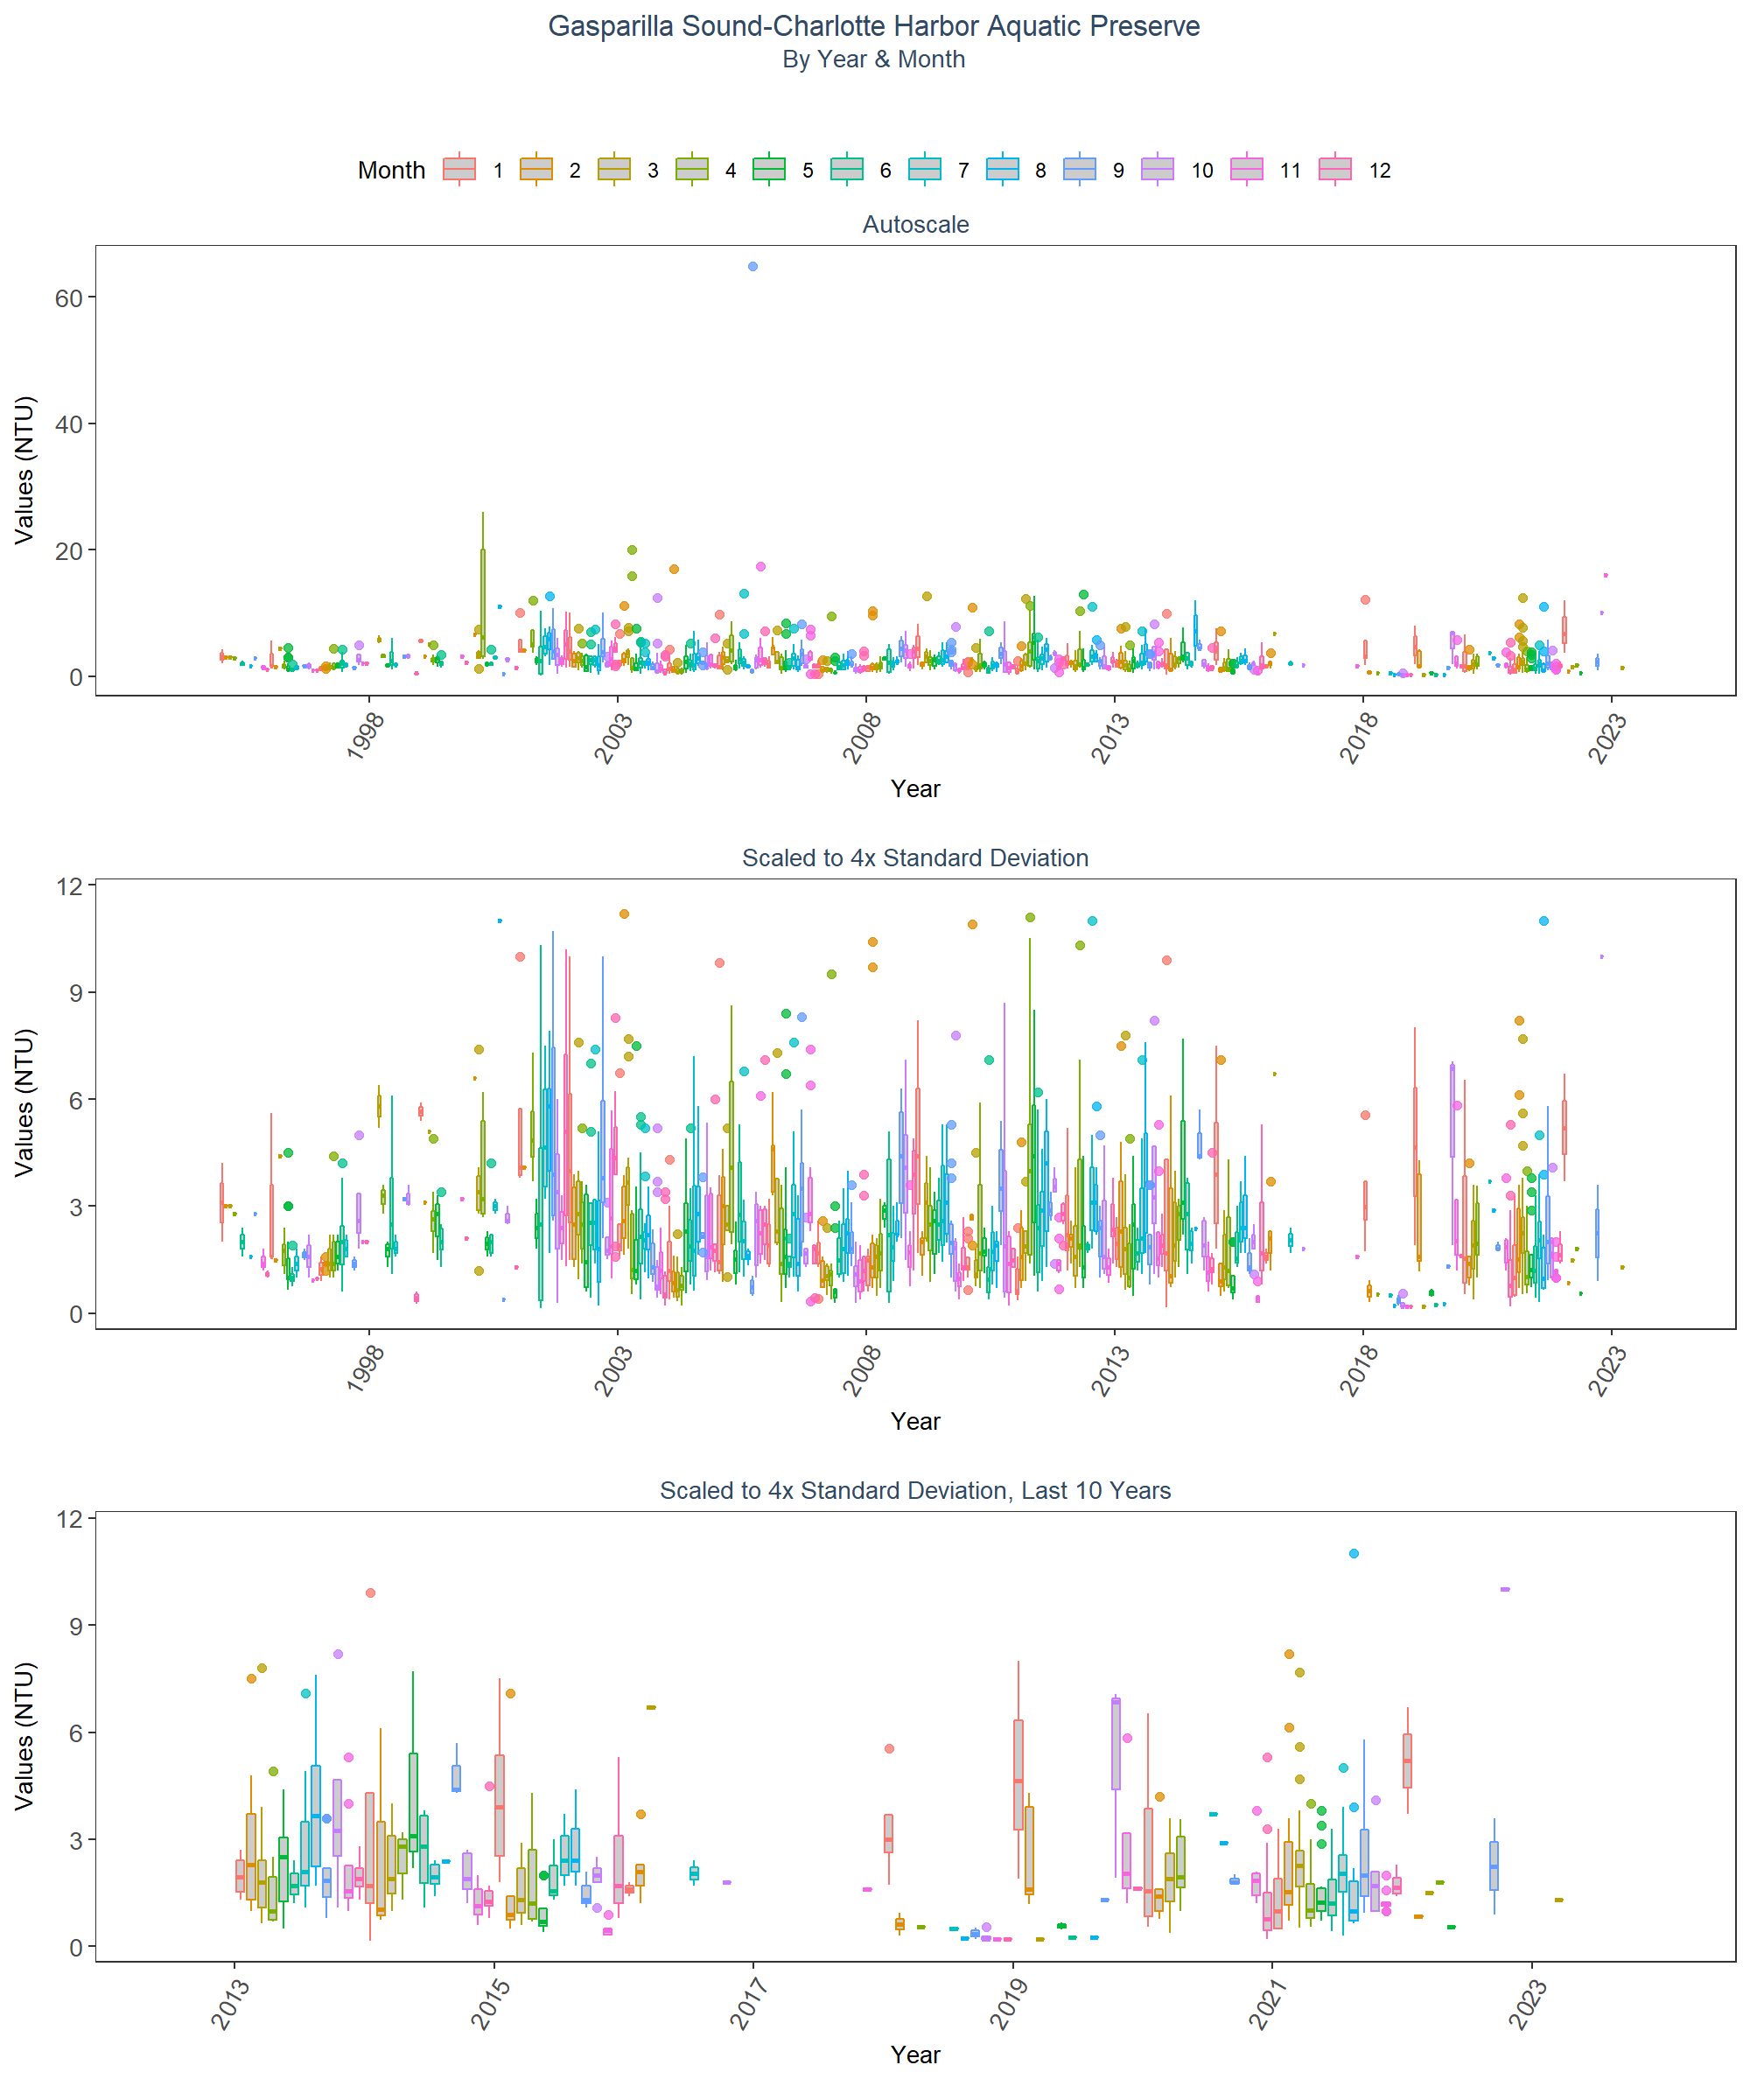 Gasparilla Sound-Charlotte Harbor Aquatic Preserve
By Year & Month
Month 1 2 3 4 5 6 7 8 9 10 11 12
Autoscale
Values (NTU)
60
40
20
0
1998 2003 2008 2013 2018 2023
Year
Scaled to 4x Standard Deviation
Values (NTU)
12
9
6
3
0
1998 2003 2008 2013 2018 2023
Year
Scaled to 4x Standard Deviation, Last 10 Years
Values (NTU)
12
9
6
3
0
2013 2015 2017 2019 2021 2023
Year